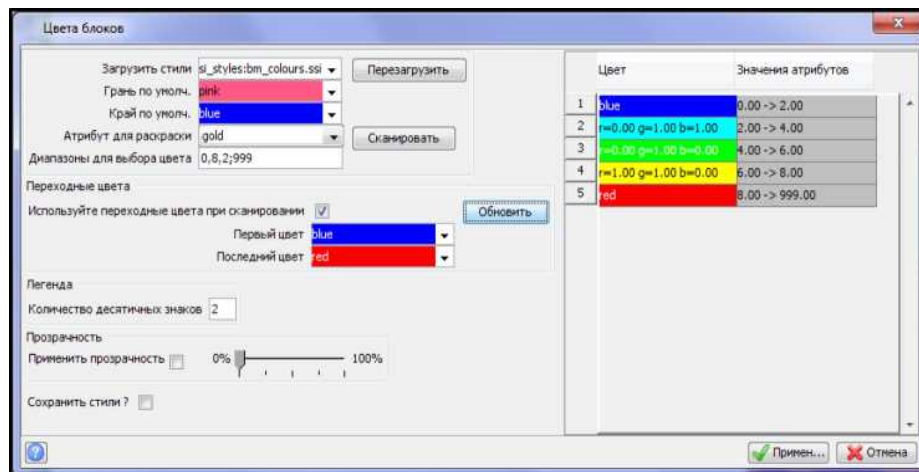 Цвета блоков
Загрузить стили si_styles:bm_colours.ssi Перезагрузить
Грань по умолч. pink
Край по умолч. blue
Атрибут для раскраски gold Сканировать
Диапазоны для выбора цвета 0,8,2;999
Переходные цвета
Используйте переходные цвета при сканировании Обновить
Первый цвет blue
Последний цвет red
Легенда
Количество десятичных знаков 2
Прозрачность
Применить прозрачность 0% 100%
Сохранить стили ?
Цвет Значения атрибутов
1 blue 0.00 -> 2.00
2 r=0.00 g=1.00 b=1.00 2.00 -> 4.00
3 r=0.00 g=1.00 b=0.00 4.00 -> 6.00
4 r=1.00 g=1.00 b=0.00 6.00 -> 8.00
5 red 8.00 -> 999.00
? Примен... Отмена